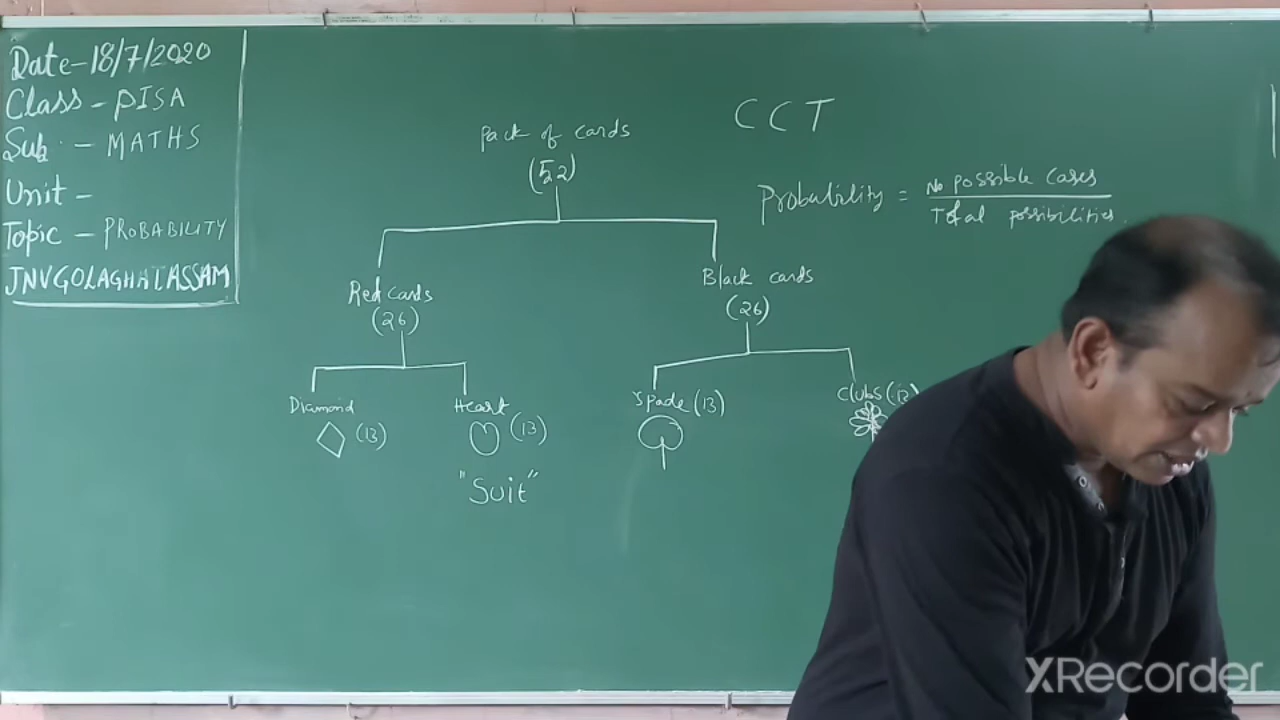 Date - 18/7/2020
Class - PISA
Sub - MATHS
Unit -
Topic - PROBABILITY
JNVGOLAGHATASSAM
CCT
Pack of cards
(52)
Probability = No possible cases
Total possibilities.
Red cards
(26)
Black cards
(26)
Diamond
(13)
Heart
(13)
Spade (13)
Clubs (13)
"Suit"
XRecorder